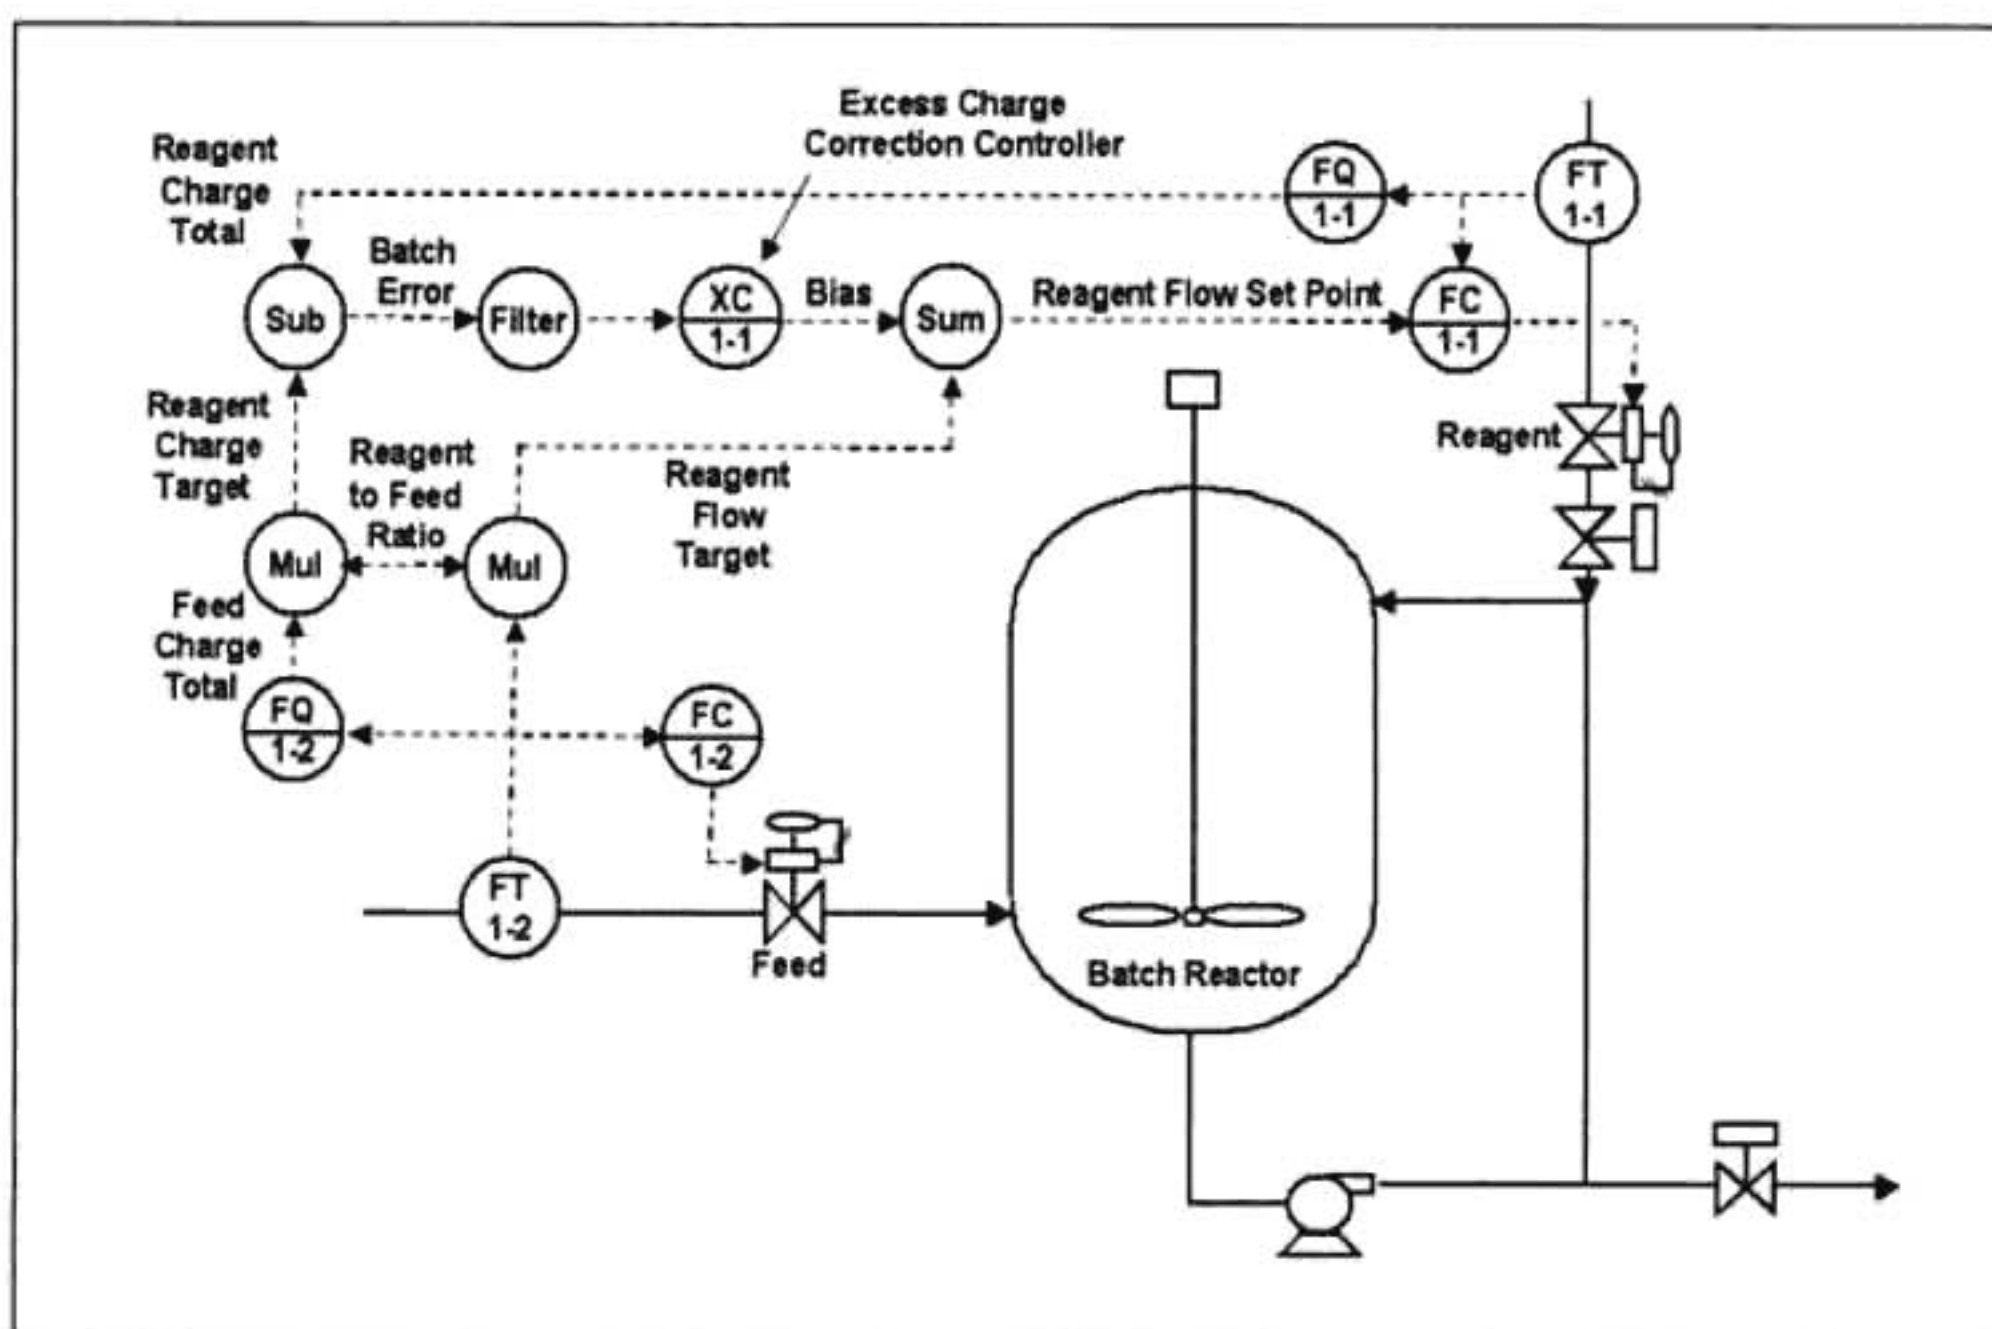 Excess Charge
Correction Controller
Reagent
Charge
Total
FQ
1-1
FT
1-1
Batch
Error
Sub
Filter
XC
1-1
Bias
Sum
Reagent Flow Set Point
FC
1-1
Reagent
Charge
Target
Reagent
to Feed
Ratio
Reagent
Flow
Target
Reagent
Mul
Mul
Feed
Charge
Total
FQ
1-2
FC
1-2
FT
1-2
Feed
Batch Reactor